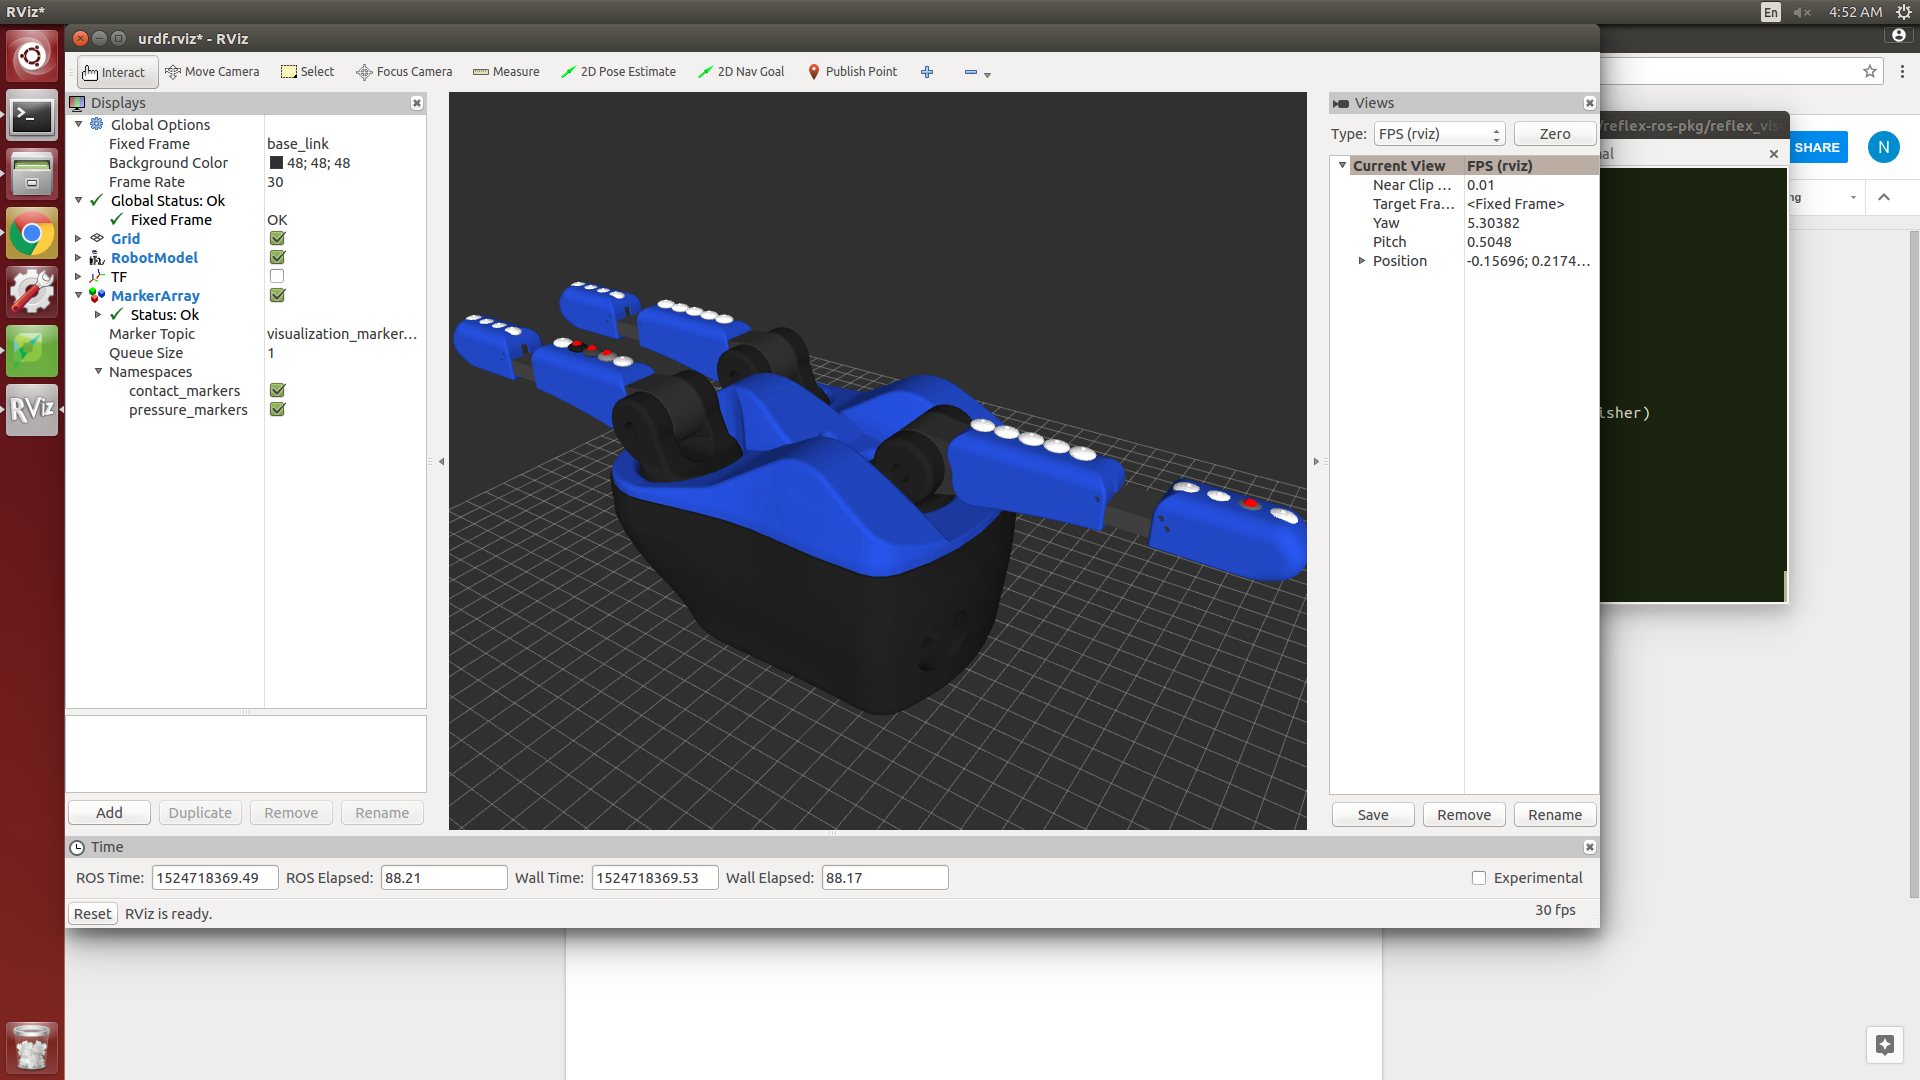 RViz*
En
4:52 AM
urdf.rviz* - RViz
Interact
Move Camera
Select
Focus Camera
Measure
2D Pose Estimate
2D Nav Goal
Publish Point
Displays
Global Options
Fixed Frame base_link
Background Color 48; 48; 48
Frame Rate 30
Global Status: Ok
Fixed Frame OK
Grid
RobotModel
TF
MarkerArray
Status: Ok
Marker Topic visualization_marker...
Queue Size 1
Namespaces
contact_markers
pressure_markers
Add
Duplicate
Remove
Rename
Views
Type: FPS (rviz) Zero
Current View FPS (rviz)
Near Clip ... 0.01
Target Fra... <Fixed Frame>
Yaw 5.30382
Pitch 0.5048
Position -0.15696; 0.2174...
Save
Remove
Rename
/reflex-ros-pkg/reflex_vis
al
SHARE
N
ng
isher)
RViz
Time
ROS Time: 1524718369.49 ROS Elapsed: 88.21 Wall Time: 1524718369.53 Wall Elapsed: 88.17 Experimental
Reset RViz is ready. 30 fps